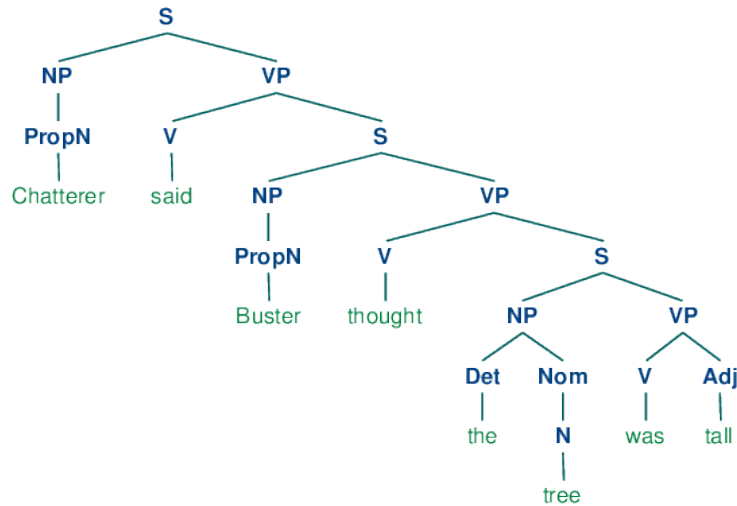 S
NP VP
PropN V S
Chatterer said NP VP
PropN V S
Buster thought NP VP
Det Nom V Adj
the N was tall
tree